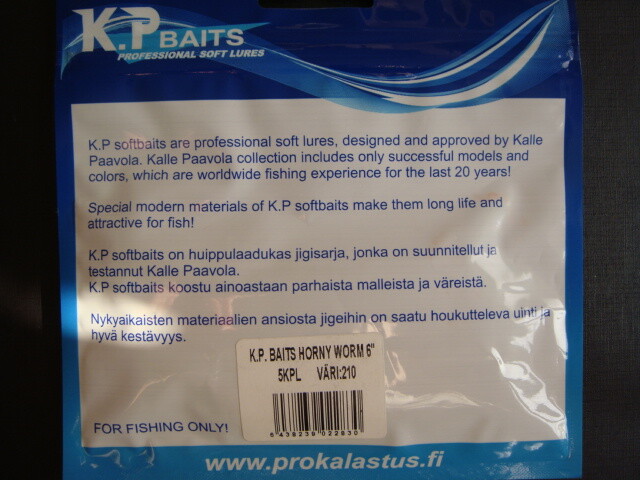 K.P BAITS
PROFESSIONAL SOFT LURES
K.P softbaits are professional soft lures, designed and approved by Kalle
Paavola. Kalle Paavola collection includes only successful models and
colors, which are worldwide fishing experience for the last 20 years!
Special modern materials of K.P softbaits make them long life and
attractive for fish!
K.P softbaits on huippulaadukas jigisarja, jonka on suunnitellut ja
testannut Kalle Paavola.
K.P softbaits koostu ainoastaan parhaista malleista ja väreistä.
Nykyaikaisten materiaalien ansiosta jigeihin on saatu houkutteleva uinti ja
hyvä kestävyys.
K.P. BAITS HORNY WORM 6"
5KPL VÄRI:210
6 438239 022830
FOR FISHING ONLY!
www.prokalastus.fi